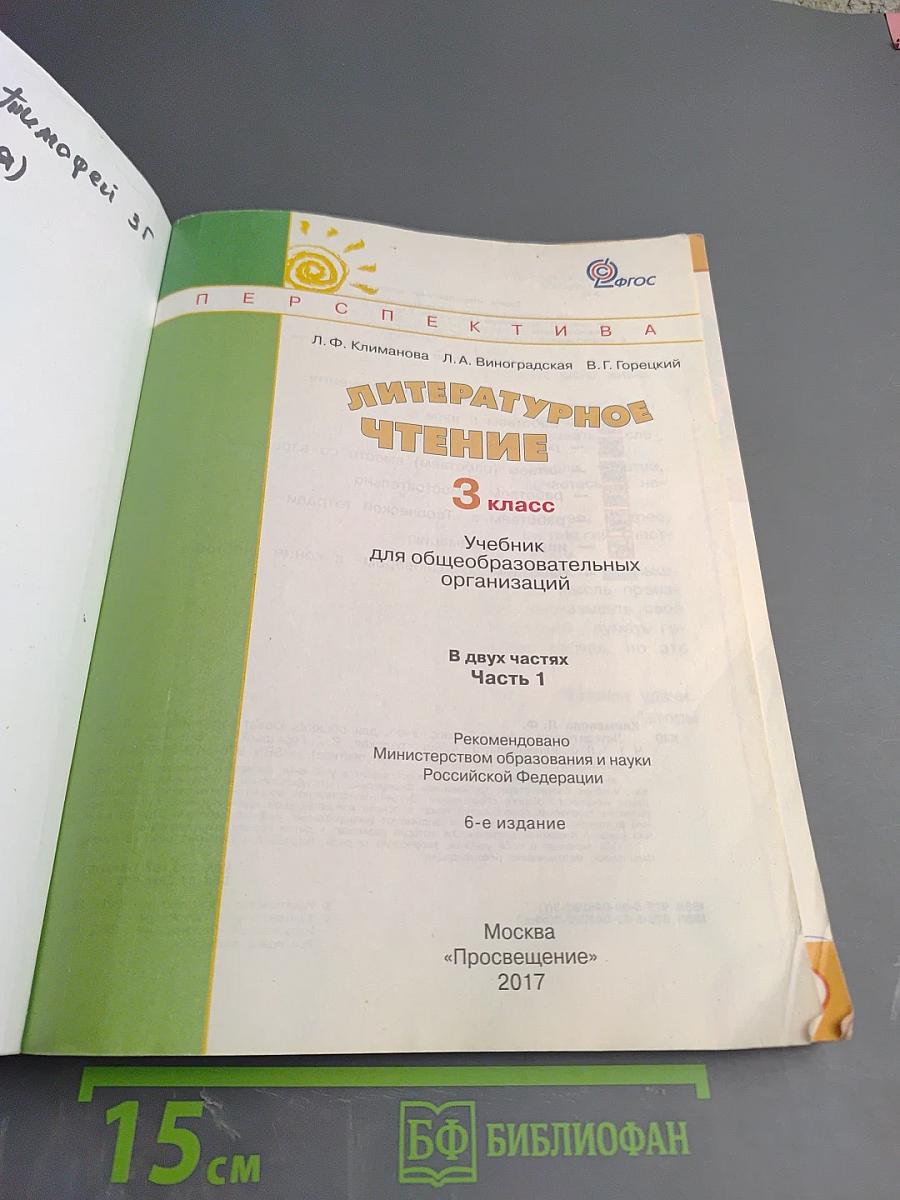 тимофей 3г
а)
ФГОС
ПЕРСПЕКТИВА
Л. Ф. Климанова Л. А. Виноградская В. Г. Горецкий
ЛИТЕРАТУРНОЕ
ЧТЕНИЕ
3 класс
Учебник
для общеобразовательных
организаций
В двух частях
Часть 1
Рекомендовано
Министерством образования и науки
Российской Федерации
6-е издание
Москва
«Просвещение»
2017
15 см
БФ БИБЛИОФАН